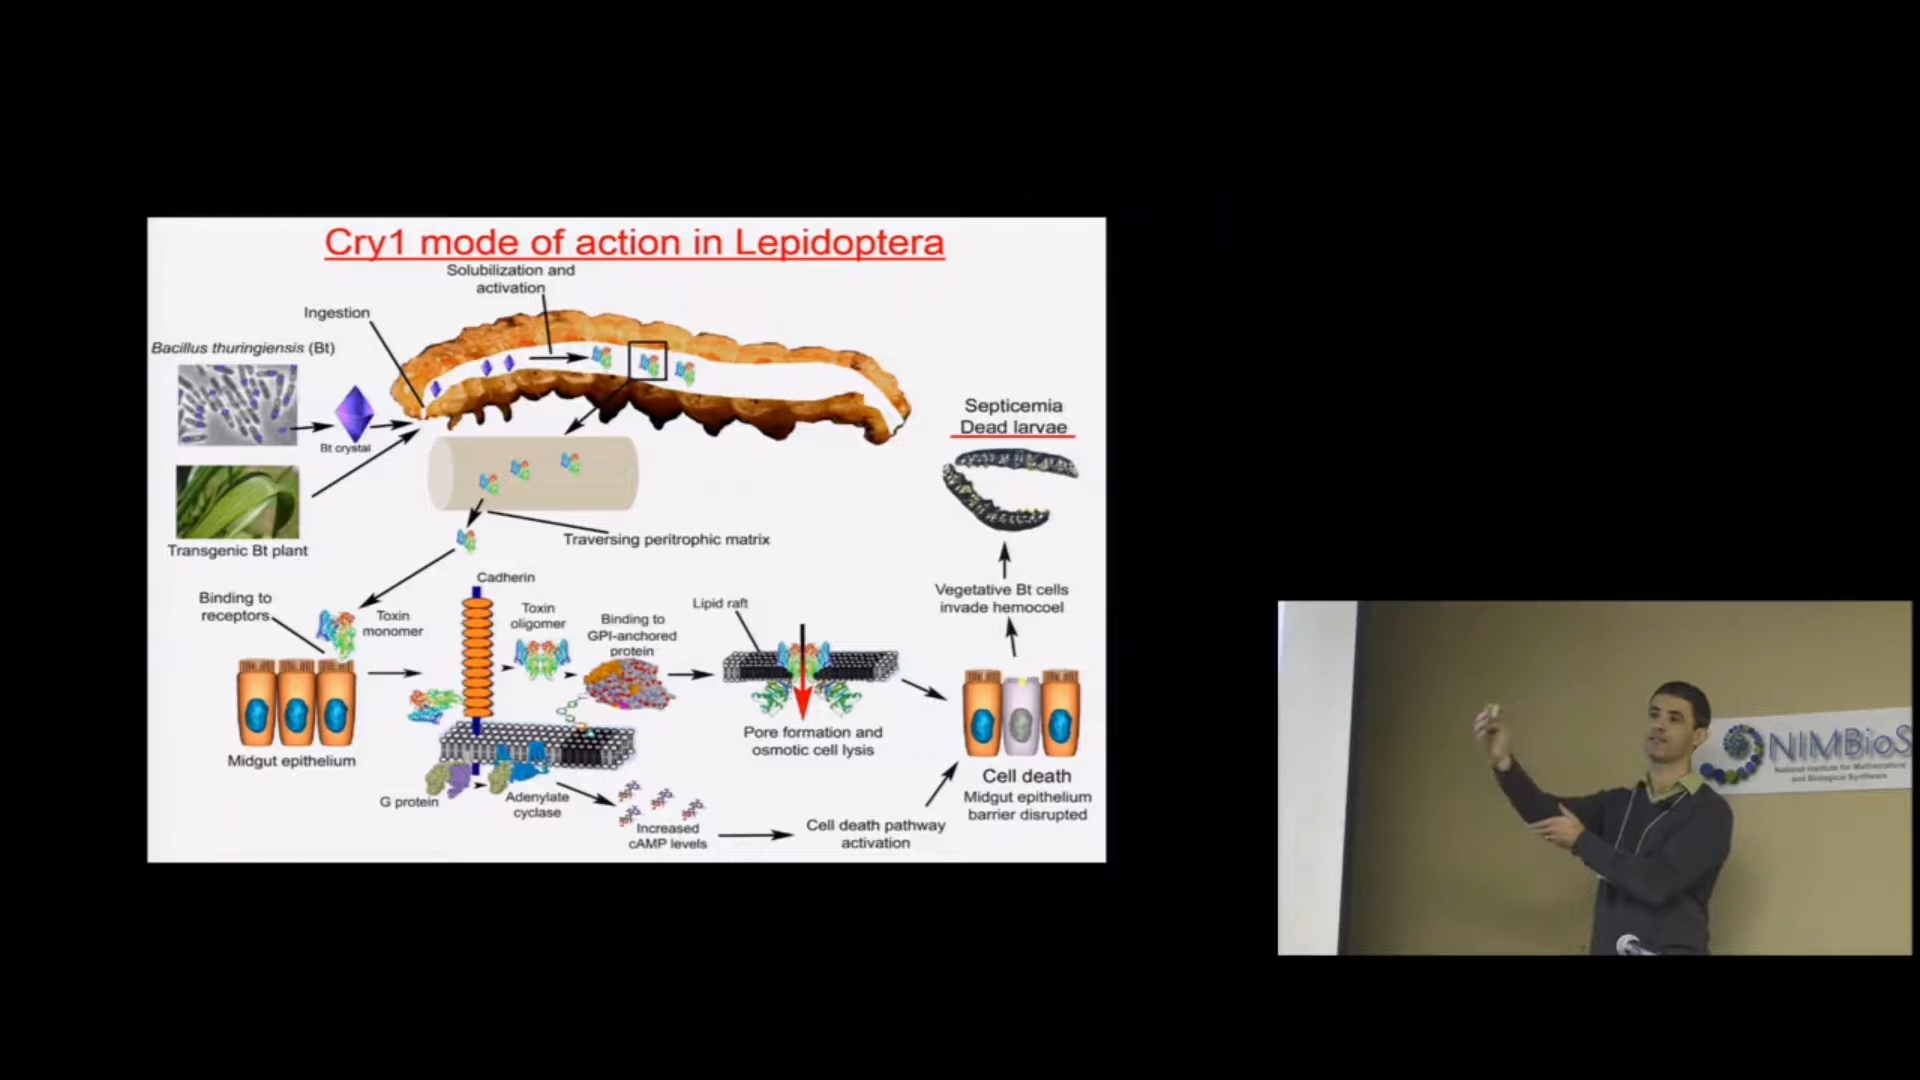 Cry1 mode of action in Lepidoptera
Solubilization and
activation
Ingestion
Bacillus thuringiensis (Bt)
Bt crystal
Transgenic Bt plant
Traversing peritrophic matrix
Septicemia
Dead larvae
Vegetative Bt cells
invade hemocoel
Binding to
receptors
Toxin
monomer
Cadherin
Toxin
oligomer
Binding to
GPI-anchored
protein
Lipid raft
Midgut epithelium
G protein
Adenylate
cyclase
Increased
cAMP levels
Pore formation and
osmotic cell lysis
Cell death pathway
activation
Cell death
Midgut epithelium
barrier disrupted
NIMBioS
National Institute for Mathematical
and Biological Synthesis